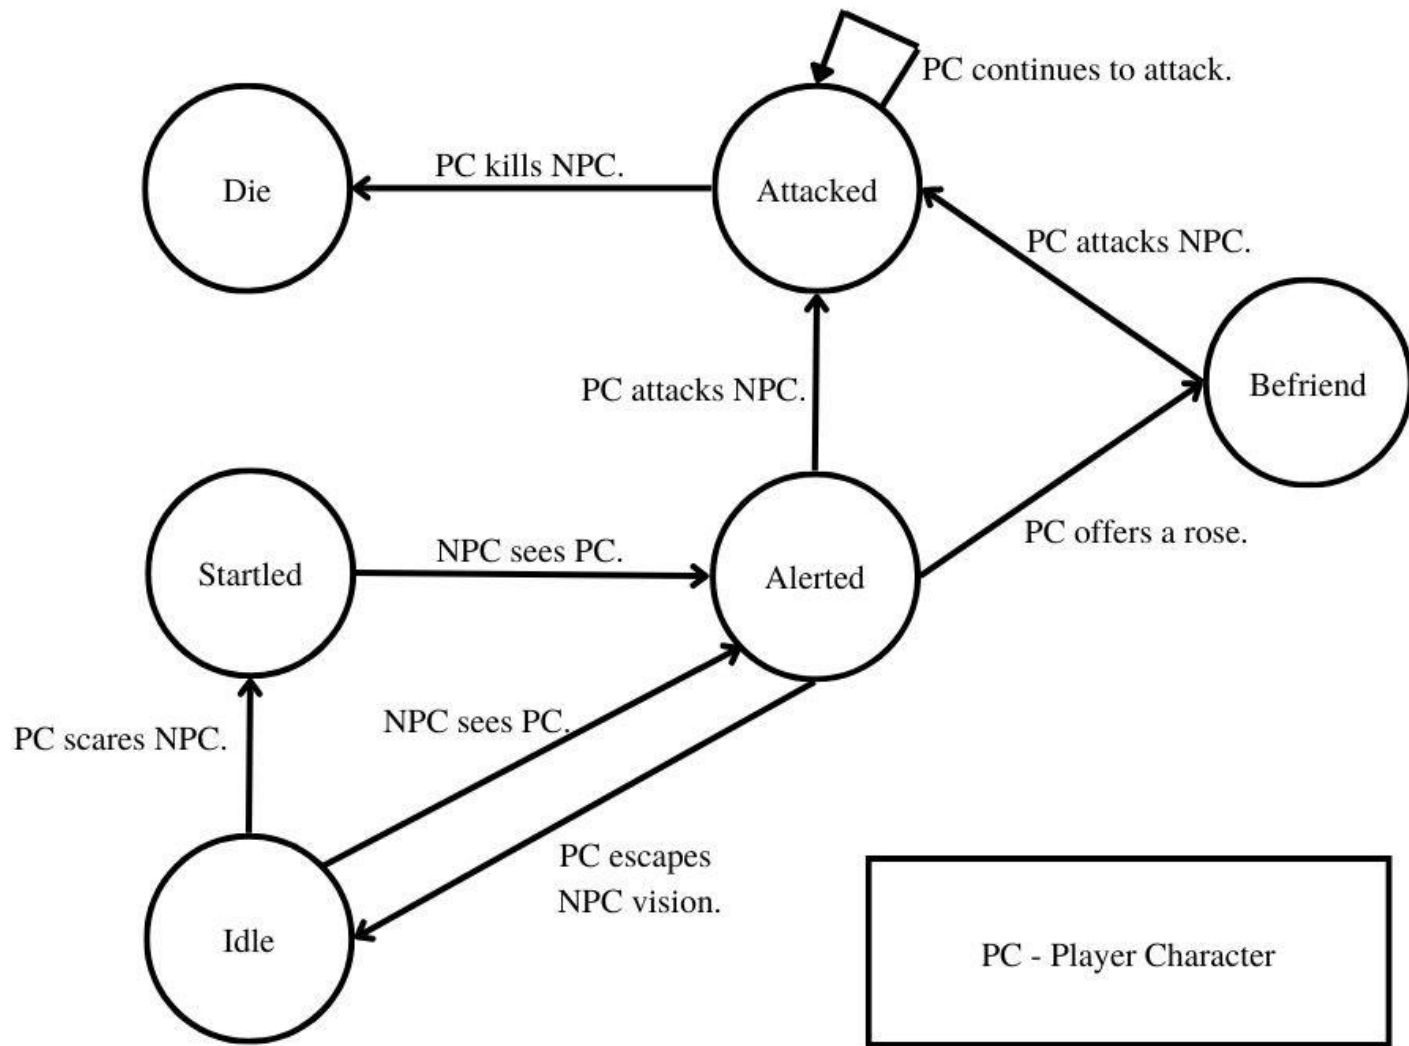 PC continues to attack.
PC kills NPC.
Die
Attacked
PC attacks NPC.
Befriend
PC attacks NPC.
PC offers a rose.
NPC sees PC.
Startled
Alerted
NPC sees PC.
PC scares NPC.
PC escapes
NPC vision.
Idle
PC - Player Character